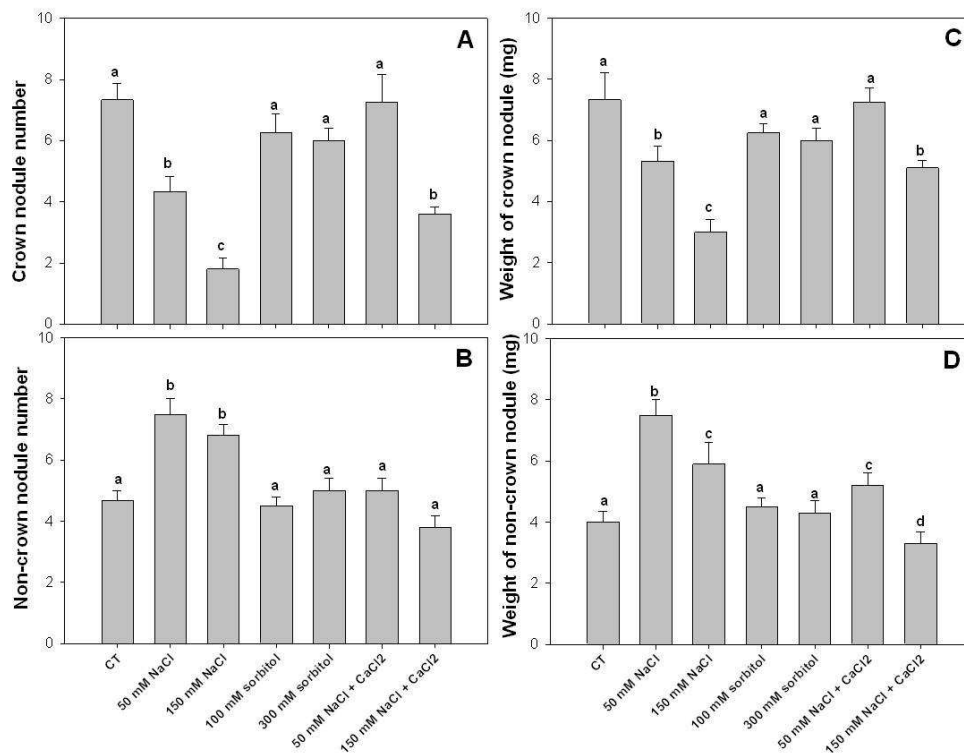 A
Crown nodule number
10
8
6
4
2
0
a
b
c
a
a
a
b
C
Weight of crown nodule (mg)
10
8
6
4
2
0
a
b
c
a
a
a
b
B
Non-crown nodule number
10
8
6
4
2
0
a
b
b
a
a
a
a
CT
50 mM NaCl
150 mM NaCl
100 mM sorbitol
300 mM sorbitol
50 mM NaCl + CaCl2
150 mM NaCl + CaCl2
D
Weight of non-crown nodule (mg)
10
8
6
4
2
0
a
b
c
a
a
c
d
CT
50 mM NaCl
150 mM NaCl
100 mM sorbitol
300 mM sorbitol
50 mM NaCl + CaCl2
150 mM NaCl + CaCl2